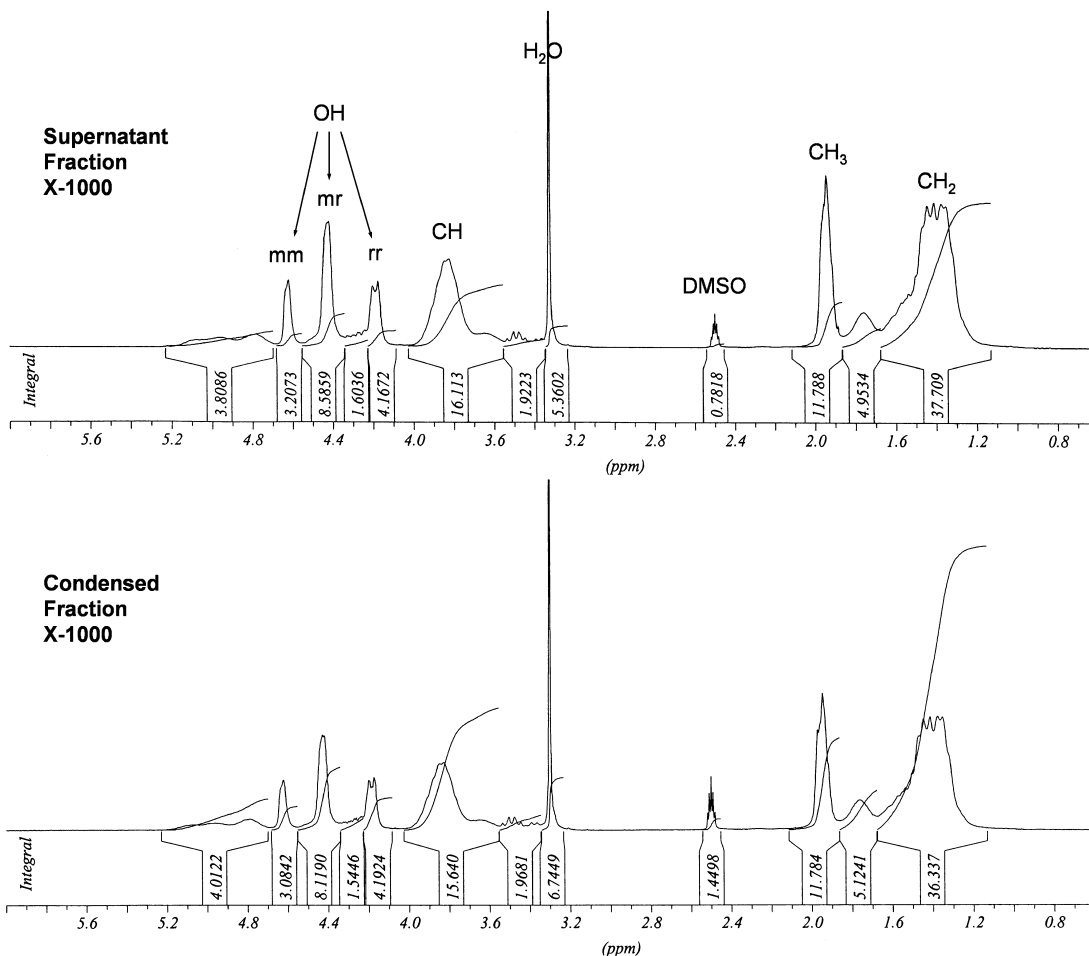 H₂O
OH
Supernatant
Fraction
X-1000
CH₃
CH₂
mr
CH
mm
rr
DMSO
Integral
3.8086
3.2073
8.5859
1.6036
4.1672
16.113
1.9223
5.3602
0.7818
11.788
4.9534
37.709
5.6 5.2 4.8 4.4 4.0 3.6 3.2 2.8 2.4 2.0 1.6 1.2 0.8
(ppm)
Condensed
Fraction
X-1000
Integral
4.0122
3.0842
8.1190
1.5446
4.1924
15.640
1.9681
6.7449
1.4498
11.784
5.1241
36.337
5.6 5.2 4.8 4.4 4.0 3.6 3.2 2.8 2.4 2.0 1.6 1.2 0.8
(ppm)